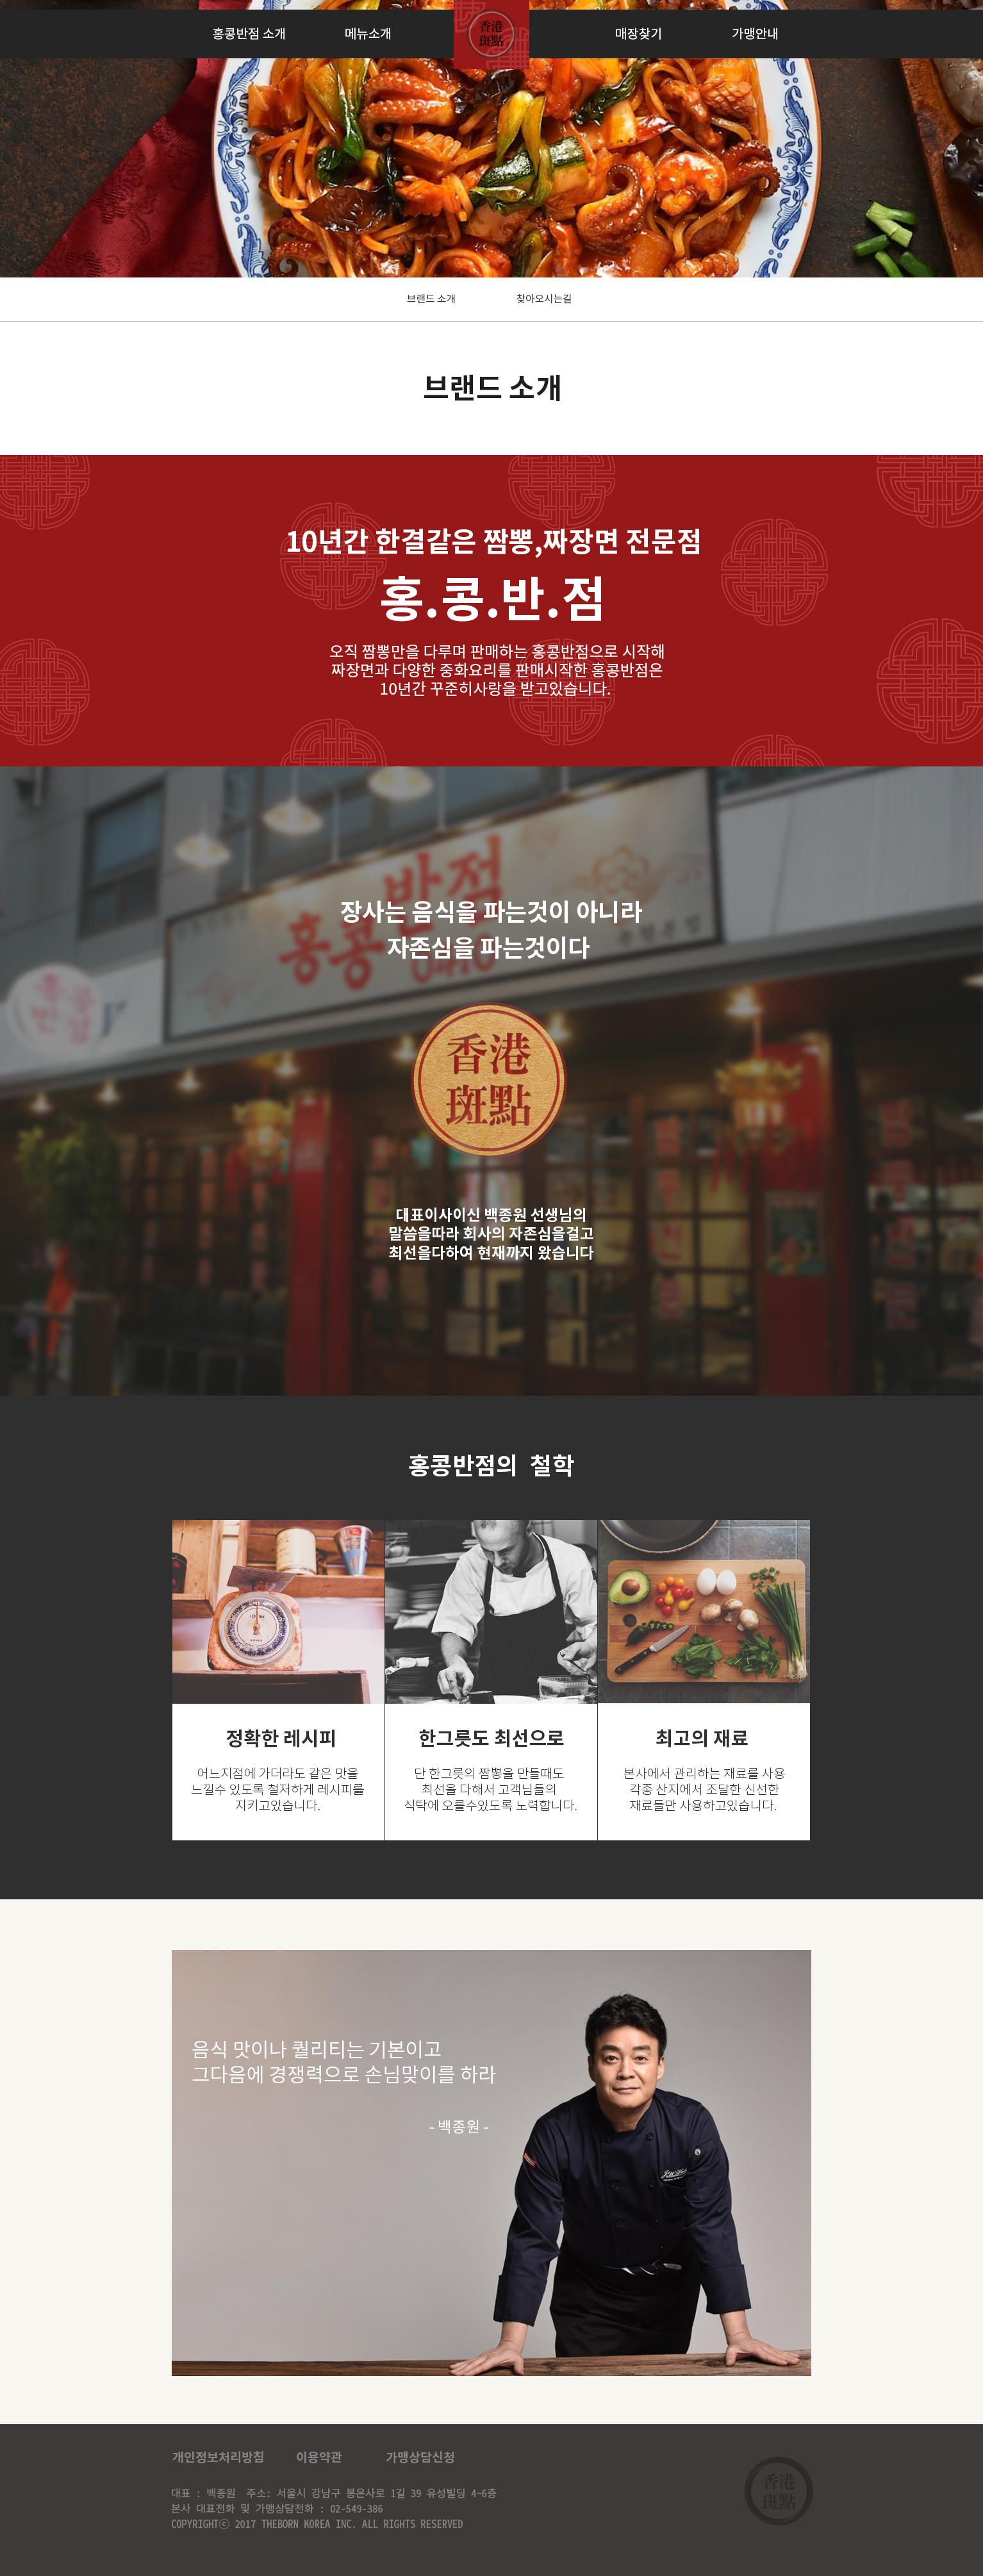 홍콩반점 소개
메뉴소개
香港
斑點
매장찾기
가맹안내
브랜드 소개
찾아오시는길
브랜드 소개
10년간 한결같은 짬뽕,짜장면 전문점
홍.콩.반.점
오직 짬뽕만을 다루며 판매하는 홍콩반점으로 시작해
짜장면과 다양한 중화요리를 판매시작한 홍콩반점은
10년간 꾸준히사랑을 받고있습니다.
홍콩반점
홍콩
반점
장사는 음식을 파는것이 아니라
자존심을 파는것이다
香港
斑點
대표이사이신 백종원 선생님의
말씀을따라 회사의 자존심을걸고
최선을다하여 현재까지 왔습니다
홍콩반점의 철학
정확한 레시피
어느지점에 가더라도 같은 맛을
느낄수 있도록 철저하게 레시피를
지키고있습니다.
한그릇도 최선으로
단 한그릇의 짬뽕을 만들때도
최선을 다해서 고객님들의
식탁에 오를수있도록 노력합니다.
최고의 재료
본사에서 관리하는 재료를 사용
각종 산지에서 조달한 신선한
재료들만 사용하고있습니다.
음식 맛이나 퀄리티는 기본이고
그다음에 경쟁력으로 손님맞이를 하라
- 백종원 -
개인정보처리방침
이용약관
가맹상담신청
대표 : 백종원 주소: 서울시 강남구 봉은사로 1길 39 유성빌딩 4~6층
본사 대표전화 및 가맹상담전화 : 02-549-386
COPYRIGHTⓒ 2017 THEBORN KOREA INC. ALL RIGHTS RESERVED
香港
斑點